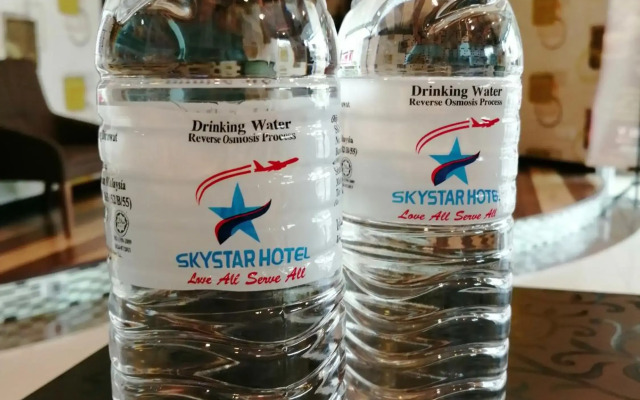 Drinking Water
Reverse Osmosis Process
SKYSTAR HOTEL
Love All Serve All
Drinking Water
Reverse Osmosis Process
SKYSTAR HOTEL
Love All Serve All